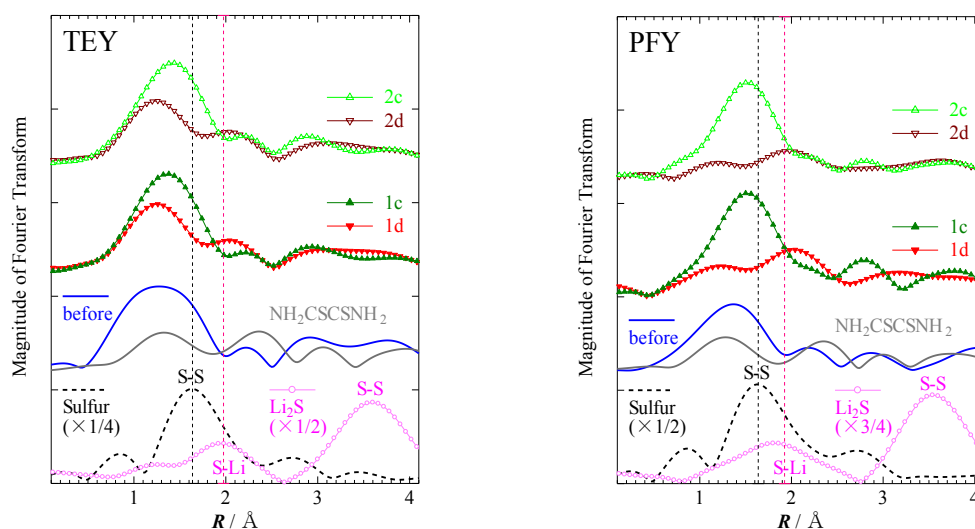 TEY
2c
2d
1c
1d
before
NH2CSCSNH2
S-S
S-S
Sulfur
(×1/4)
Li2S
(×1/2)
S-Li
1
2
3
4
R / Å
Magnitude of Fourier Transform
PFY
2c
2d
1c
1d
before
NH2CSCSNH2
S-S
S-S
Sulfur
(×1/2)
Li2S
(×3/4)
S-Li
1
2
3
4
R / Å
Magnitude of Fourier Transform